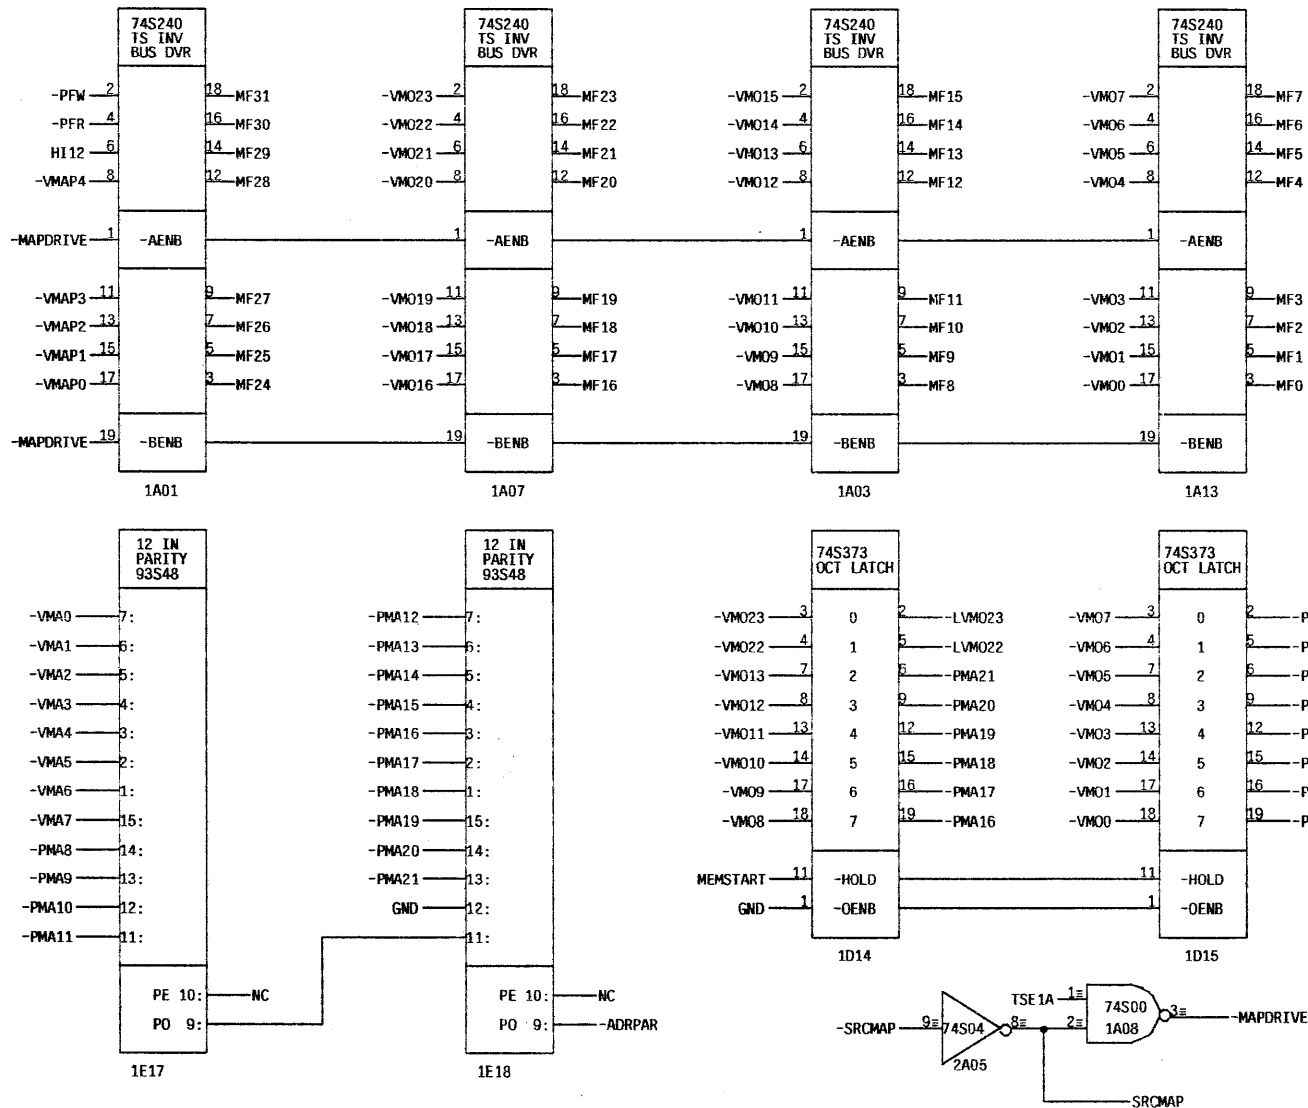 74S240 74S240 74S240 74S240
TS INV TS INV TS INV TS INV
BUS DVR BUS DVR BUS DVR BUS DVR
-PFW 2 18 MF31 -VMO23 2 18 MF23 -VMO15 2 18 MF15 -VMO7 2 18 MF7
-PFR 4 16 MF30 -VMO22 4 16 MF22 -VMO14 4 16 MF14 -VMO6 4 16 MF6
HI12 6 14 MF29 -VMO21 6 14 MF21 -VMO13 6 14 MF13 -VMO5 6 14 MF5
-VMAP4 8 12 MF28 -VMO20 8 12 MF20 -VMO12 8 12 MF12 -VMO4 8 12 MF4
-MAPDRIVE 1 -AENB 1 -AENB 1 -AENB 1 -AENB
-VMAP3 11 9 MF27 -VMO19 11 9 MF19 -VMO11 11 9 MF11 -VMO3 11 9 MF3
-VMAP2 13 7 MF26 -VMO18 13 7 MF18 -VMO10 13 7 MF10 -VMO2 13 7 MF2
-VMAP1 15 5 MF25 -VMO17 15 5 MF17 -VMO9 15 5 MF9 -VMO1 15 5 MF1
-VMAP0 17 3 MF24 -VMO16 17 3 MF16 -VMO8 17 3 MF8 -VMO0 17 3 MF0
-MAPDRIVE 19 -BENB 19 -BENB 19 -BENB 19 -BENB
1A01 1A07 1A03 1A13
12 IN 12 IN 74S373 74S373
PARITY PARITY OCT LATCH OCT LATCH
93S48 93S48
-VMA0 7: -PMA12 7: -VMO23 3 0 2 -LVMO23 -VMO7 3 0 2 -P
-VMA1 6: -PMA13 6: -VMO22 4 1 5 -LVMO22 -VMO6 4 1 5 -P
-VMA2 5: -PMA14 5: -VMO13 7 2 6 -PMA21 -VMO5 7 2 6 -P
-VMA3 4: -PMA15 4: -VMO12 8 3 9 -PMA20 -VMO4 8 3 9 -P
-VMA4 3: -PMA16 3: -VMO11 13 4 12 -PMA19 -VMO3 13 4 12 -P
-VMA5 2: -PMA17 2: -VMO10 14 5 15 -PMA18 -VMO2 14 5 15 -P
-VMA6 1: -PMA18 1: -VMO9 17 6 16 -PMA17 -VMO1 17 6 16 -P
-VMA7 15: -PMA19 15: -VMO8 18 7 19 -PMA16 -VMO0 18 7 19 -P
-PMA8 14: -PMA20 14:
-PMA9 13: -PMA21 13: MEMSTART 11 -HOLD 11 -HOLD
-PMA10 12: GND 12: GND 1 -OENB 1 -OENB
-PMA11 11: 11:
1D14 1D15
PE 10: NC PE 10: NC
PO 9: PO 9: -ADRPAR
1E17 1E18
TSE1A 1≡ 74S00 3≡ -MAPDRIVE
-SRCMAP 9≡ 74S04 8≡ 2≡ 1A08
2A05
SRCMAP